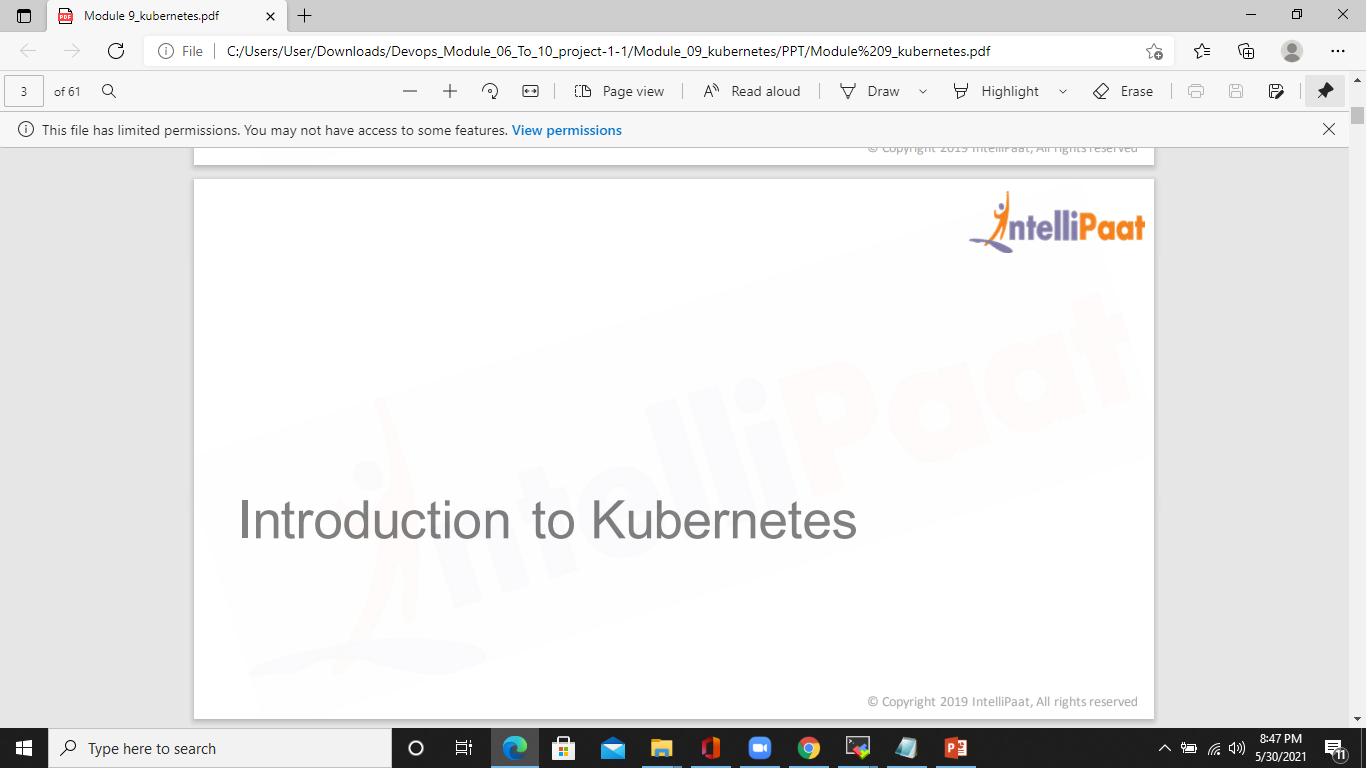 Module 9_kubernetes.pdf
File
C:/Users/User/Downloads/Devops_Module_06_To_10_project-1-1/Module_09_kubernetes/PPT/Module%209_kubernetes.pdf
3 of 61
Page view
Read aloud
Draw
Highlight
Erase
This file has limited permissions. You may not have access to some features. View permissions
© Copyright 2019 IntelliPaat, All rights reserved
IntelliPaat
IntelliPaat
Introduction to Kubernetes
© Copyright 2019 IntelliPaat, All rights reserved
Type here to search
8:47 PM
5/30/2021
11